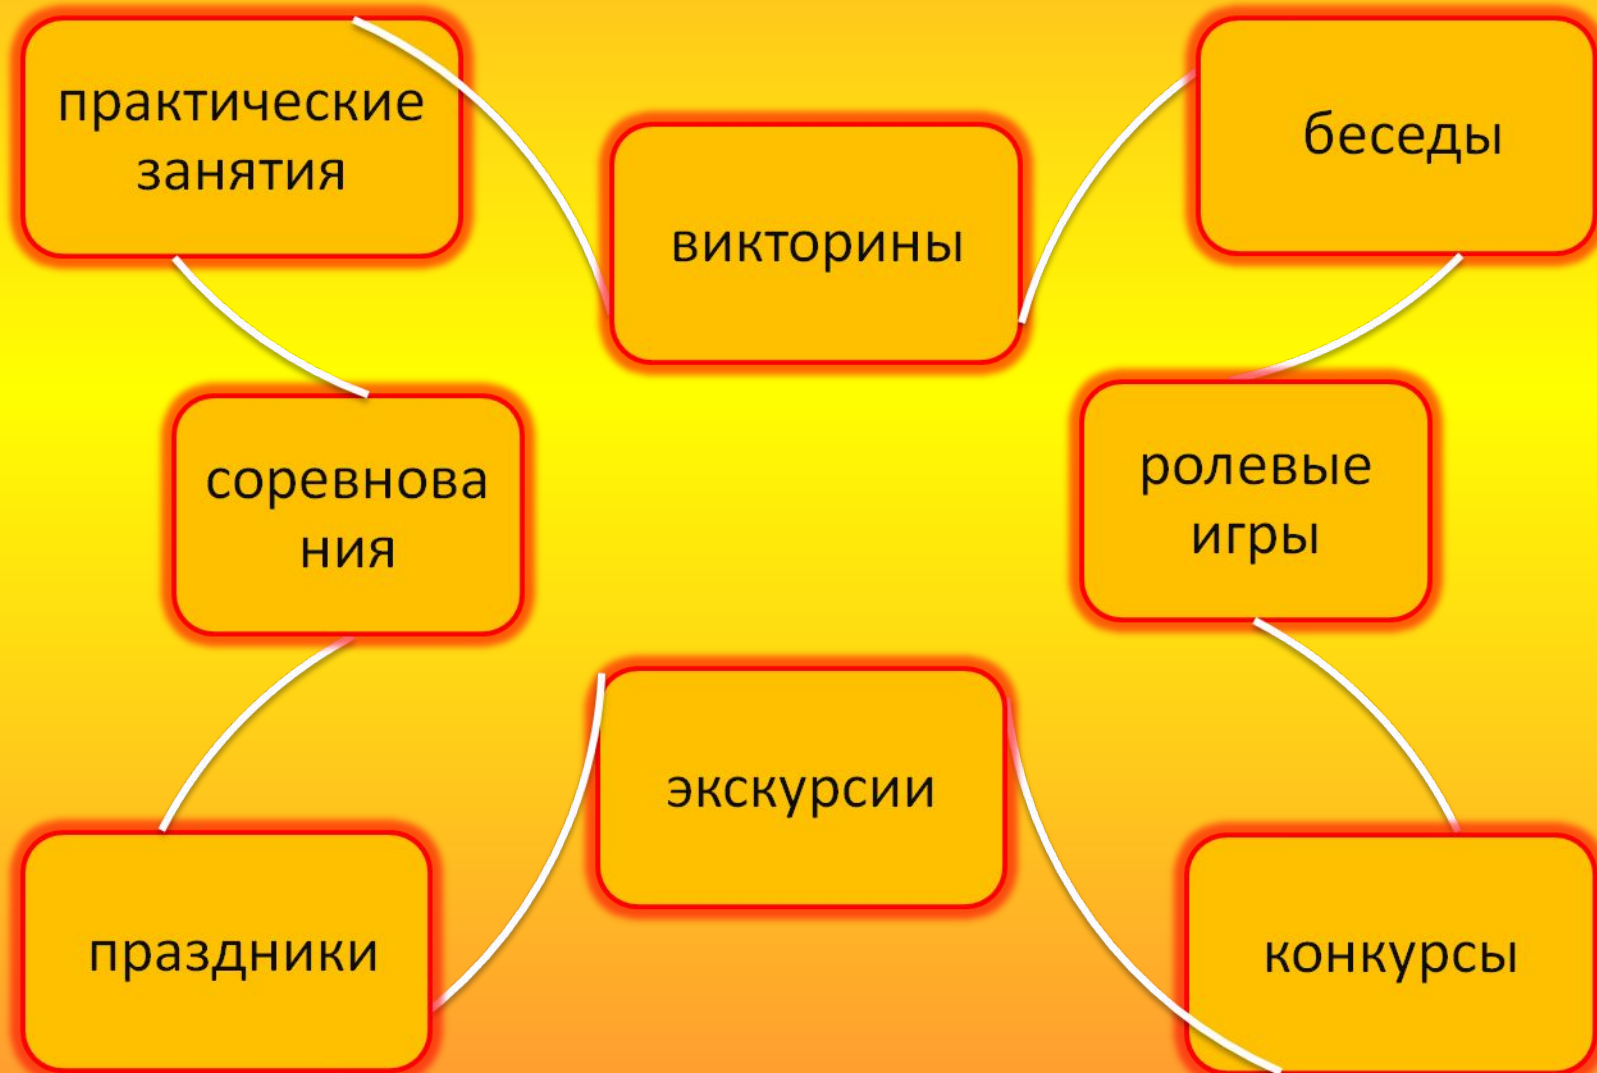 практические
занятия
викторины
беседы
соревнова
ния
ролевые
игры
экскурсии
праздники
конкурсы